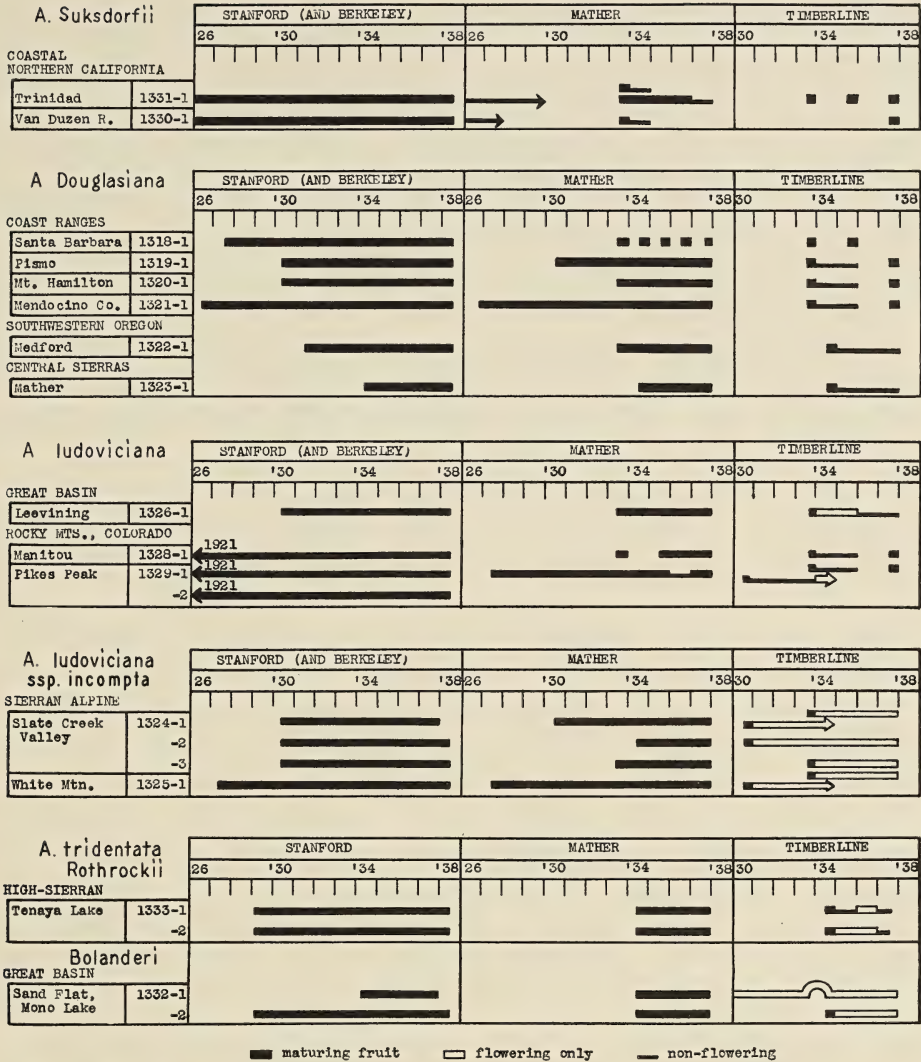 A. Suksdorfii STANFORD (AND BERKELEY) MATHER TIMBERLINE
26 '30 '34 '38 26 '30 '34 '38 30 '34 '38
COASTAL
NORTHERN CALIFORNIA
Trinidad 1331-1
Van Duzen R. 1330-1
A Douglasiana STANFORD (AND BERKELEY) MATHER TIMBERLINE
26 '30 '34 '38 26 '30 '34 '38 30 '34 '38
COAST RANGES
Santa Barbara 1318-1
Pismo 1319-1
Mt. Hamilton 1320-1
Mendocino Co. 1321-1
SOUTHWESTERN OREGON
Medford 1322-1
CENTRAL SIERRAS
Mather 1323-1
A ludoviciana STANFORD (AND BERKELEY) MATHER TIMBERLINE
26 '30 '34 '38 26 '30 '34 '38 30 '34 '38
GREAT BASIN
Leevining 1326-1
ROCKY MTS., COLORADO
Manitou 1328-1 1921
Pikes Peak 1329-1 1921
-2 1921
A. ludoviciana ssp. incompta STANFORD (AND BERKELEY) MATHER TIMBERLINE
26 '30 '34 '38 26 '30 '34 '38 30 '34 '38
SIERRAN ALPINE
Slate Creek 1324-1
Valley -2
-3
White Mtn. 1325-1
A. tridentata STANFORD MATHER TIMBERLINE
Rothrockii 26 '30 '34 '38 26 '30 '34 '38 30 '34 '38
HIGH-SIERRAN
Tenaya Lake 1333-1
-2
Bolanderi
GREAT BASIN
Sand Flat, 1332-1
Mono Lake -2
maturing fruit flowering only non-flowering